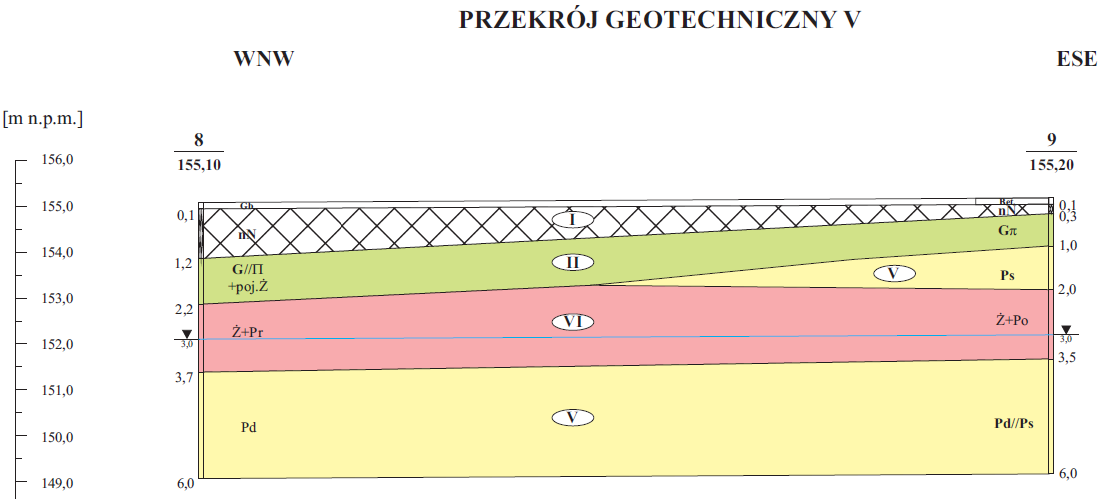 PRZEKRÓJ GEOTECHNICZNY V
WNW
ESE
[m n.p.m.]
8
155,10
9
155,20
156,0
155,0
154,0
153,0
152,0
151,0
150,0
149,0
0,1
1,2
2,2
3,0
3,7
6,0
Gb
nN
G//Π
+poj.Ż
Ż+Pr
Pd
I
II
V
VI
V
Bet
nN
Gπ
Ps
Ż+Po
Pd//Ps
0,1
0,3
1,0
2,0
3,0
3,5
6,0